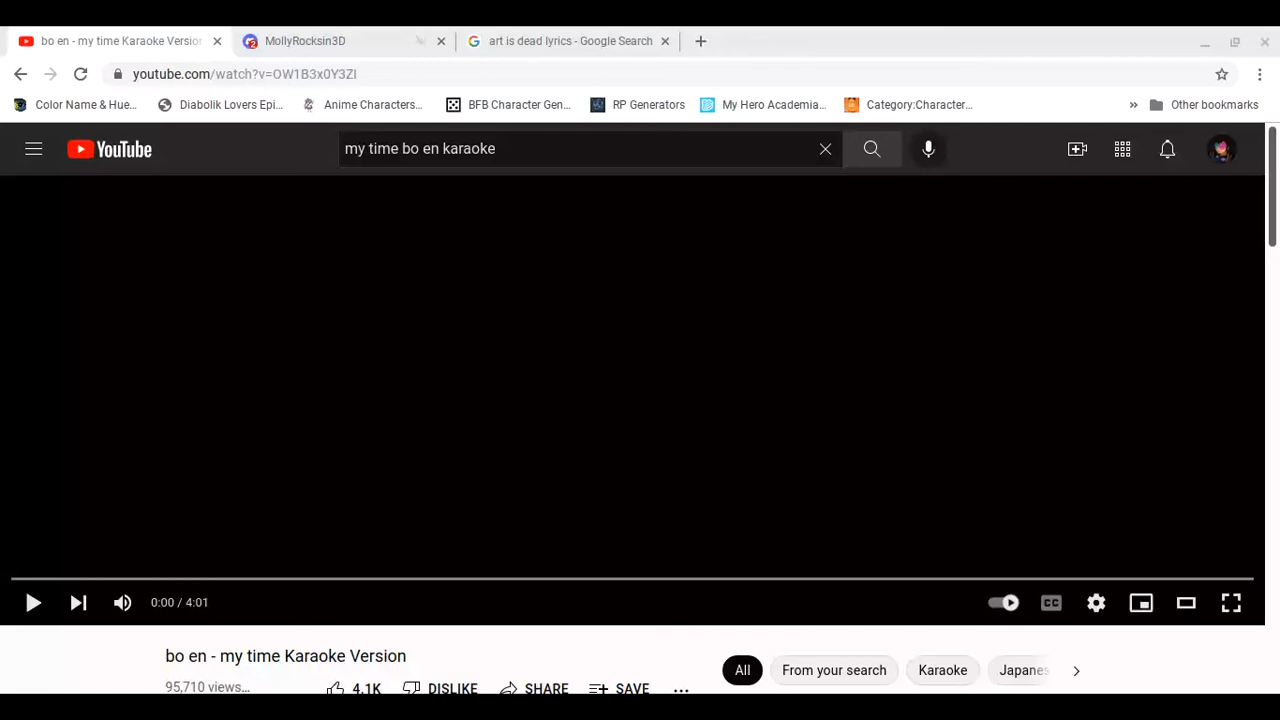 bo en - my time Karaoke Version
MollyRocksin3D
art is dead lyrics - Google Search
youtube.com/watch?v=OW1B3x0Y3ZI
Color Name & Hue...
Diabolik Lovers Epi...
Anime Characters...
BFB Character Gen...
RP Generators
My Hero Academia...
Category:Character...
»
Other bookmarks
YouTube
my time bo en karaoke
0:00 / 4:01
CC
bo en - my time Karaoke Version
All
From your search
Karaoke
Japanes
95,710 views...
4.1K
DISLIKE
SHARE
SAVE
...